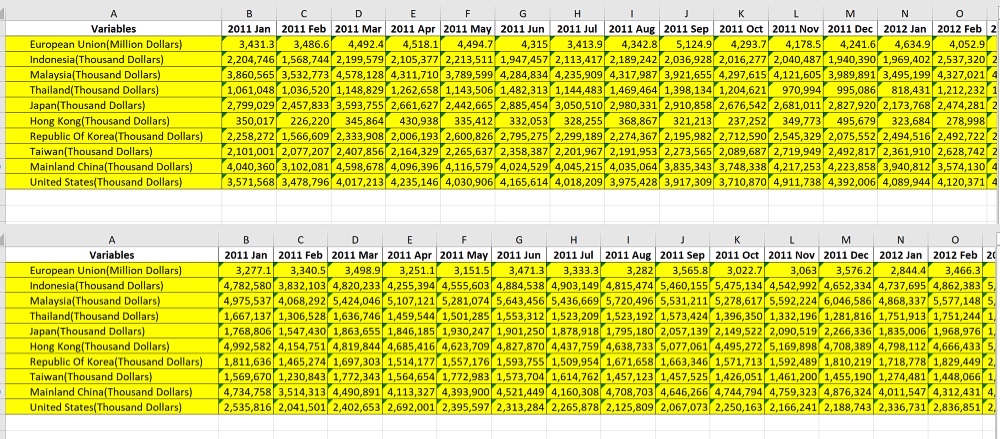 A B C D E F G H I J K L M N O
Variables 2011 Jan 2011 Feb 2011 Mar 2011 Apr 2011 May 2011 Jun 2011 Jul 2011 Aug 2011 Sep 2011 Oct 2011 Nov 2011 Dec 2012 Jan 2012 Feb 2
European Union(Million Dollars) 3,431.3 3,486.6 4,492.4 4,518.1 4,494.7 4,315 3,413.9 4,342.8 5,124.9 4,293.7 4,178.5 4,241.6 4,634.9 4,052.9
Indonesia(Thousand Dollars) 2,204,746 1,568,744 2,199,579 2,105,377 2,213,511 1,947,457 2,113,417 2,189,242 2,036,928 2,016,277 2,040,487 1,940,390 1,969,402 2,537,320 2
Malaysia(Thousand Dollars) 3,860,565 3,532,773 4,578,128 4,311,710 3,789,599 4,284,834 4,235,909 4,317,987 3,921,655 4,297,615 4,121,605 3,989,891 3,495,199 4,327,021 4
Thailand(Thousand Dollars) 1,061,048 1,036,520 1,148,829 1,262,658 1,143,506 1,482,313 1,144,483 1,469,464 1,398,134 1,204,621 970,994 995,086 818,431 1,212,232 1
Japan(Thousand Dollars) 2,799,029 2,457,833 3,593,755 2,661,627 2,442,665 2,885,454 3,050,510 2,980,331 2,910,858 2,676,542 2,681,011 2,827,920 2,173,768 2,474,281 2
Hong Kong(Thousand Dollars) 350,017 226,220 345,864 430,938 335,412 332,053 328,255 368,867 321,213 237,252 349,773 495,679 323,684 278,998
Republic Of Korea(Thousand Dollars) 2,258,272 1,566,609 2,333,908 2,006,193 2,600,826 2,795,275 2,299,189 2,274,367 2,195,982 2,712,590 2,545,329 2,075,552 2,494,516 2,492,722 2
Taiwan(Thousand Dollars) 2,101,001 2,077,207 2,407,856 2,164,329 2,265,637 2,358,387 2,201,967 2,191,951 2,273,565 2,089,687 2,719,949 2,492,817 2,361,910 2,628,742 2
Mainland China(Thousand Dollars) 4,040,360 3,102,081 4,598,678 4,096,396 4,116,579 4,024,529 4,045,215 4,035,064 3,835,343 3,748,338 4,217,253 4,223,858 3,940,812 3,574,130 4
United States(Thousand Dollars) 3,571,568 3,478,796 4,017,213 4,235,146 4,030,906 4,165,614 4,018,209 3,975,428 3,917,309 3,710,870 4,911,738 4,392,006 4,089,944 4,120,371 4
A B C D E F G H I J K L M N O
Variables 2011 Jan 2011 Feb 2011 Mar 2011 Apr 2011 May 2011 Jun 2011 Jul 2011 Aug 2011 Sep 2011 Oct 2011 Nov 2011 Dec 2012 Jan 2012 Feb 20
European Union(Million Dollars) 3,277.1 3,340.5 3,498.9 3,251.1 3,151.5 3,471.3 3,333.3 3,282 3,565.8 3,022.7 3,063 3,576.2 2,844.4 3,466.3
Indonesia(Thousand Dollars) 4,782,580 3,832,103 4,820,233 4,255,394 4,555,603 4,884,538 4,903,149 4,815,474 5,460,155 5,475,134 4,542,992 4,652,334 4,737,695 4,862,383 5,
Malaysia(Thousand Dollars) 4,975,537 4,068,292 5,424,046 5,107,121 5,281,074 5,643,456 5,436,669 5,720,496 5,531,211 5,278,617 5,592,224 6,046,586 4,868,337 5,577,148 5,
Thailand(Thousand Dollars) 1,667,137 1,306,528 1,636,746 1,459,544 1,501,285 1,553,312 1,523,209 1,523,192 1,573,424 1,396,350 1,332,196 1,281,816 1,751,913 1,751,244 1,
Japan(Thousand Dollars) 1,768,806 1,547,430 1,863,655 1,846,185 1,930,247 1,901,250 1,878,918 1,795,180 2,057,139 2,149,522 2,090,519 2,266,336 1,835,006 1,968,976 1,
Hong Kong(Thousand Dollars) 4,992,582 4,154,751 4,819,844 4,685,416 4,623,709 4,827,870 4,437,759 4,638,733 5,077,061 4,495,272 5,169,898 4,708,389 4,798,112 4,666,433 5,
Republic Of Korea(Thousand Dollars) 1,811,636 1,465,274 1,697,303 1,514,177 1,557,176 1,593,755 1,509,954 1,671,658 1,663,346 1,571,713 1,592,489 1,810,219 1,718,778 1,829,449 2,
Taiwan(Thousand Dollars) 1,569,670 1,230,843 1,772,343 1,564,654 1,772,983 1,573,704 1,614,762 1,457,123 1,457,525 1,426,051 1,461,200 1,455,190 1,274,481 1,448,066 1,
Mainland China(Thousand Dollars) 4,734,758 3,514,313 4,490,891 4,113,327 4,393,900 4,521,449 4,160,308 4,708,703 4,646,266 4,744,794 4,759,323 4,876,324 4,011,547 4,312,431 4,
United States(Thousand Dollars) 2,535,816 2,041,501 2,402,653 2,692,001 2,395,597 2,313,284 2,265,878 2,125,809 2,067,073 2,250,163 2,166,241 2,188,743 2,336,731 2,836,851 2,